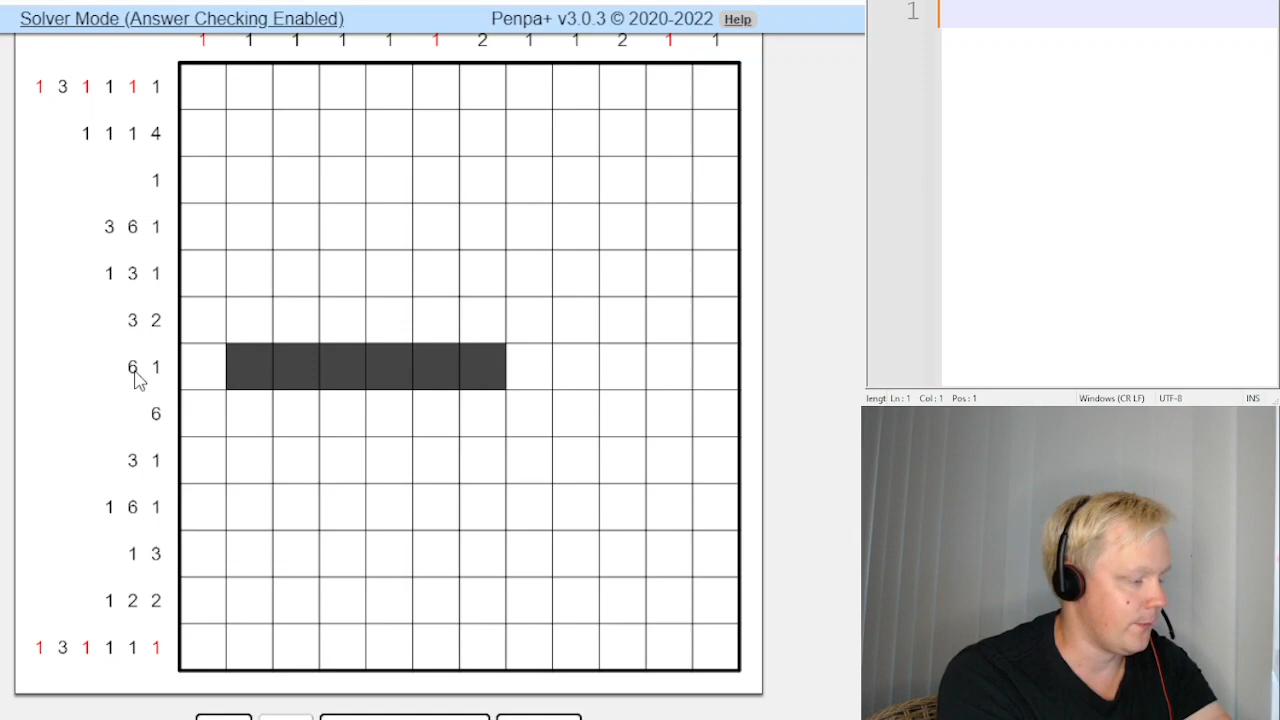 Solver Mode (Answer Checking Enabled) Penpa+ v3.0.3 © 2020-2022 Help
1
1 1 1 1 1 1 2 1 1 2 1 1
1 3 1 1 1 1
1 1 1 4
1
3 6 1
1 3 1
3 2
6 1
6
3 1
1 6 1
1 3
1 2 2
1 3 1 1 1 1
lengt Ln : 1 Col : 1 Pos : 1 Windows (CR LF) UTF-8 INS